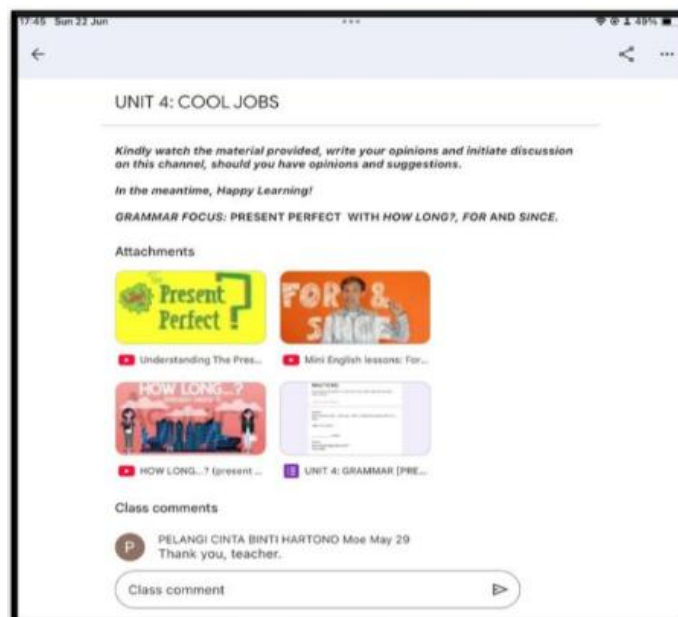 17:45 Sun 22 Jun
49%
UNIT 4: COOL JOBS
Kindly watch the material provided, write your opinions and initiate discussion
on this channel, should you have opinions and suggestions.
In the meantime, Happy Learning!
GRAMMAR FOCUS: PRESENT PERFECT WITH HOW LONG?, FOR AND SINCE.
Attachments
Present
Perfect ?
FOR &
SINCE
Understanding The Pres...
Mini English lessons: For...
HOW LONG...?
HOW LONG...? (present ...
UNIT 4: GRAMMAR [PRE...
Class comments
P
PELANGI CINTA BINTI HARTONO Moe May 29
Thank you, teacher.
Class comment